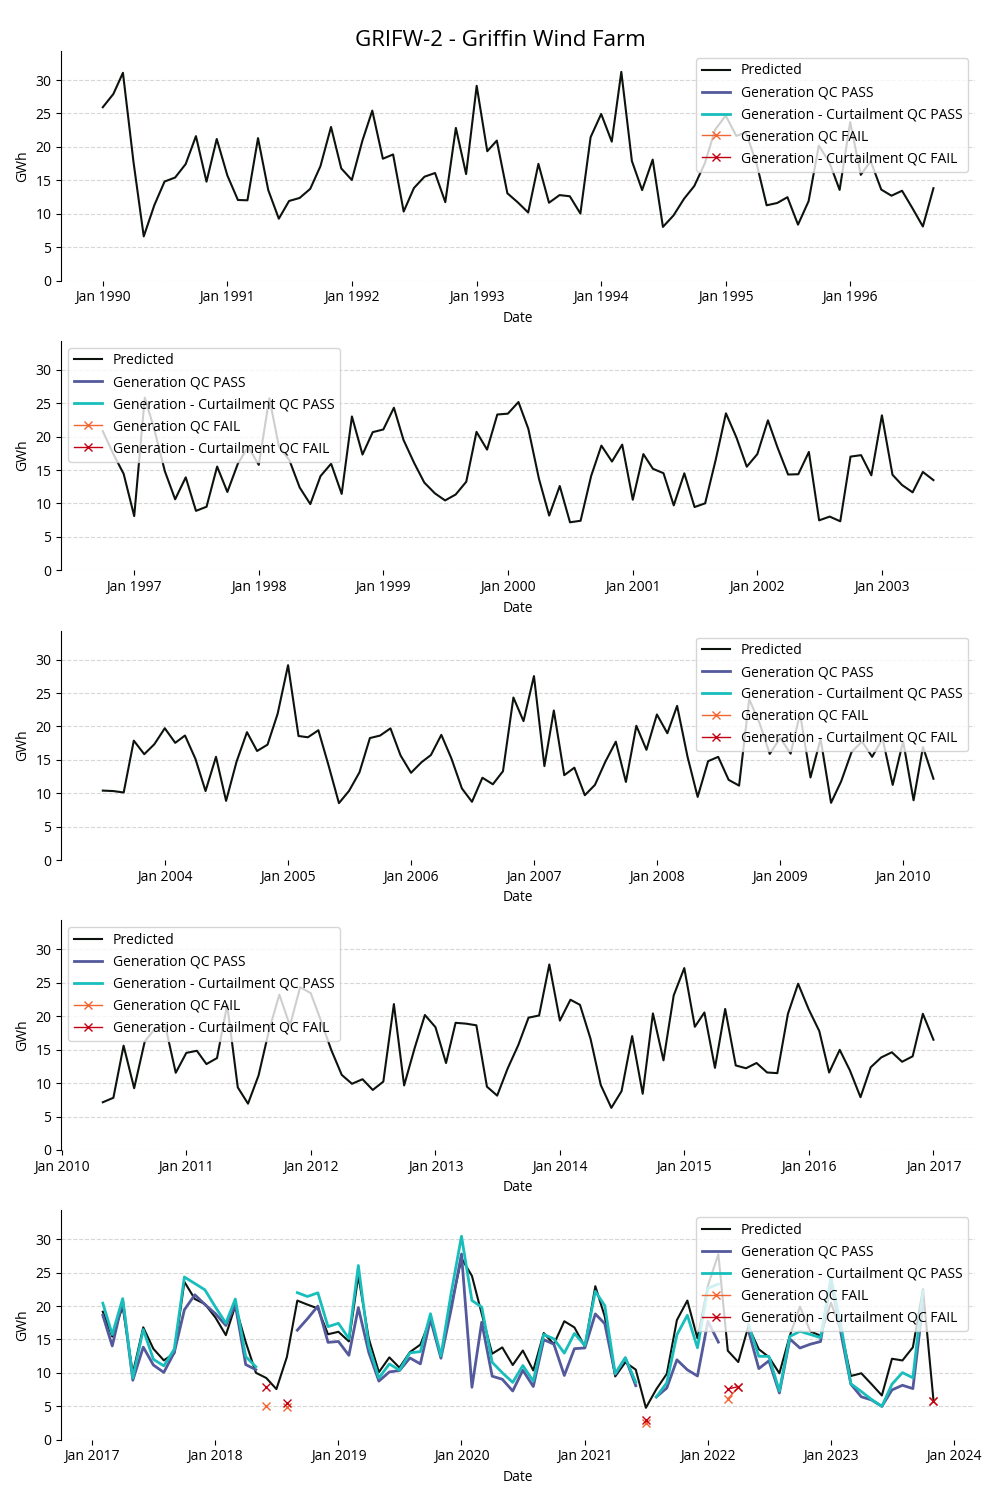 GRIFW-2 - Griffin Wind Farm
30
25
20
15
10
5
0
GWh
Predicted
Generation QC PASS
Generation - Curtailment QC PASS
Generation QC FAIL
Generation - Curtailment QC FAIL
Jan 1990 Jan 1991 Jan 1992 Jan 1993 Jan 1994 Jan 1995 Jan 1996
Date
30
25
20
15
10
5
0
GWh
Predicted
Generation QC PASS
Generation - Curtailment QC PASS
Generation QC FAIL
Generation - Curtailment QC FAIL
Jan 1997 Jan 1998 Jan 1999 Jan 2000 Jan 2001 Jan 2002 Jan 2003
Date
30
25
20
15
10
5
0
GWh
Predicted
Generation QC PASS
Generation - Curtailment QC PASS
Generation QC FAIL
Generation - Curtailment QC FAIL
Jan 2004 Jan 2005 Jan 2006 Jan 2007 Jan 2008 Jan 2009 Jan 2010
Date
30
25
20
15
10
5
0
GWh
Predicted
Generation QC PASS
Generation - Curtailment QC PASS
Generation QC FAIL
Generation - Curtailment QC FAIL
Jan 2010 Jan 2011 Jan 2012 Jan 2013 Jan 2014 Jan 2015 Jan 2016 Jan 2017
Date
30
25
20
15
10
5
0
GWh
Predicted
Generation QC PASS
Generation - Curtailment QC PASS
Generation QC FAIL
Generation - Curtailment QC FAIL
Jan 2017 Jan 2018 Jan 2019 Jan 2020 Jan 2021 Jan 2022 Jan 2023 Jan 2024
Date